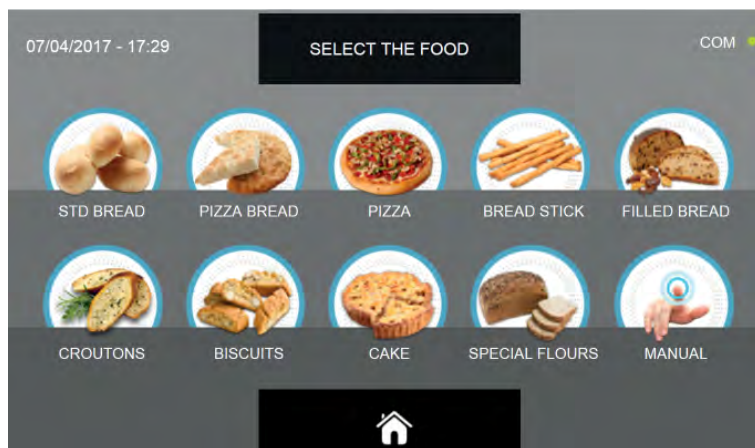 07/04/2017 - 17:29
SELECT THE FOOD
COM
STD BREAD
PIZZA BREAD
PIZZA
BREAD STICK
FILLED BREAD
CROUTONS
BISCUITS
CAKE
SPECIAL FLOURS
MANUAL